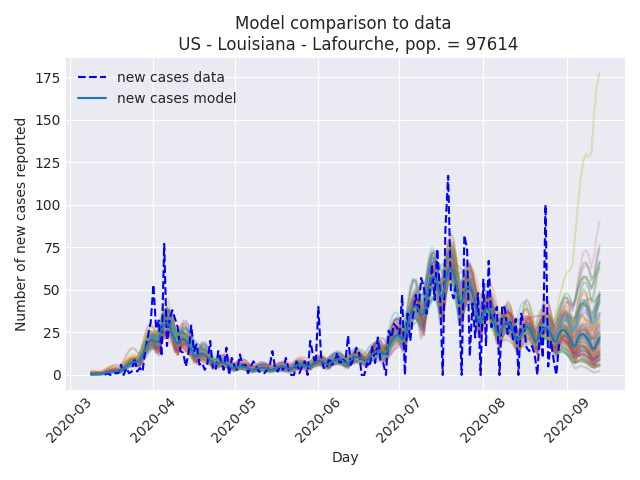 Model comparison to data
US - Louisiana - Lafourche, pop. = 97614
new cases data
new cases model
Number of new cases reported
175
150
125
100
75
50
25
0
2020-03
2020-04
2020-05
2020-06
2020-07
2020-08
2020-09
Day